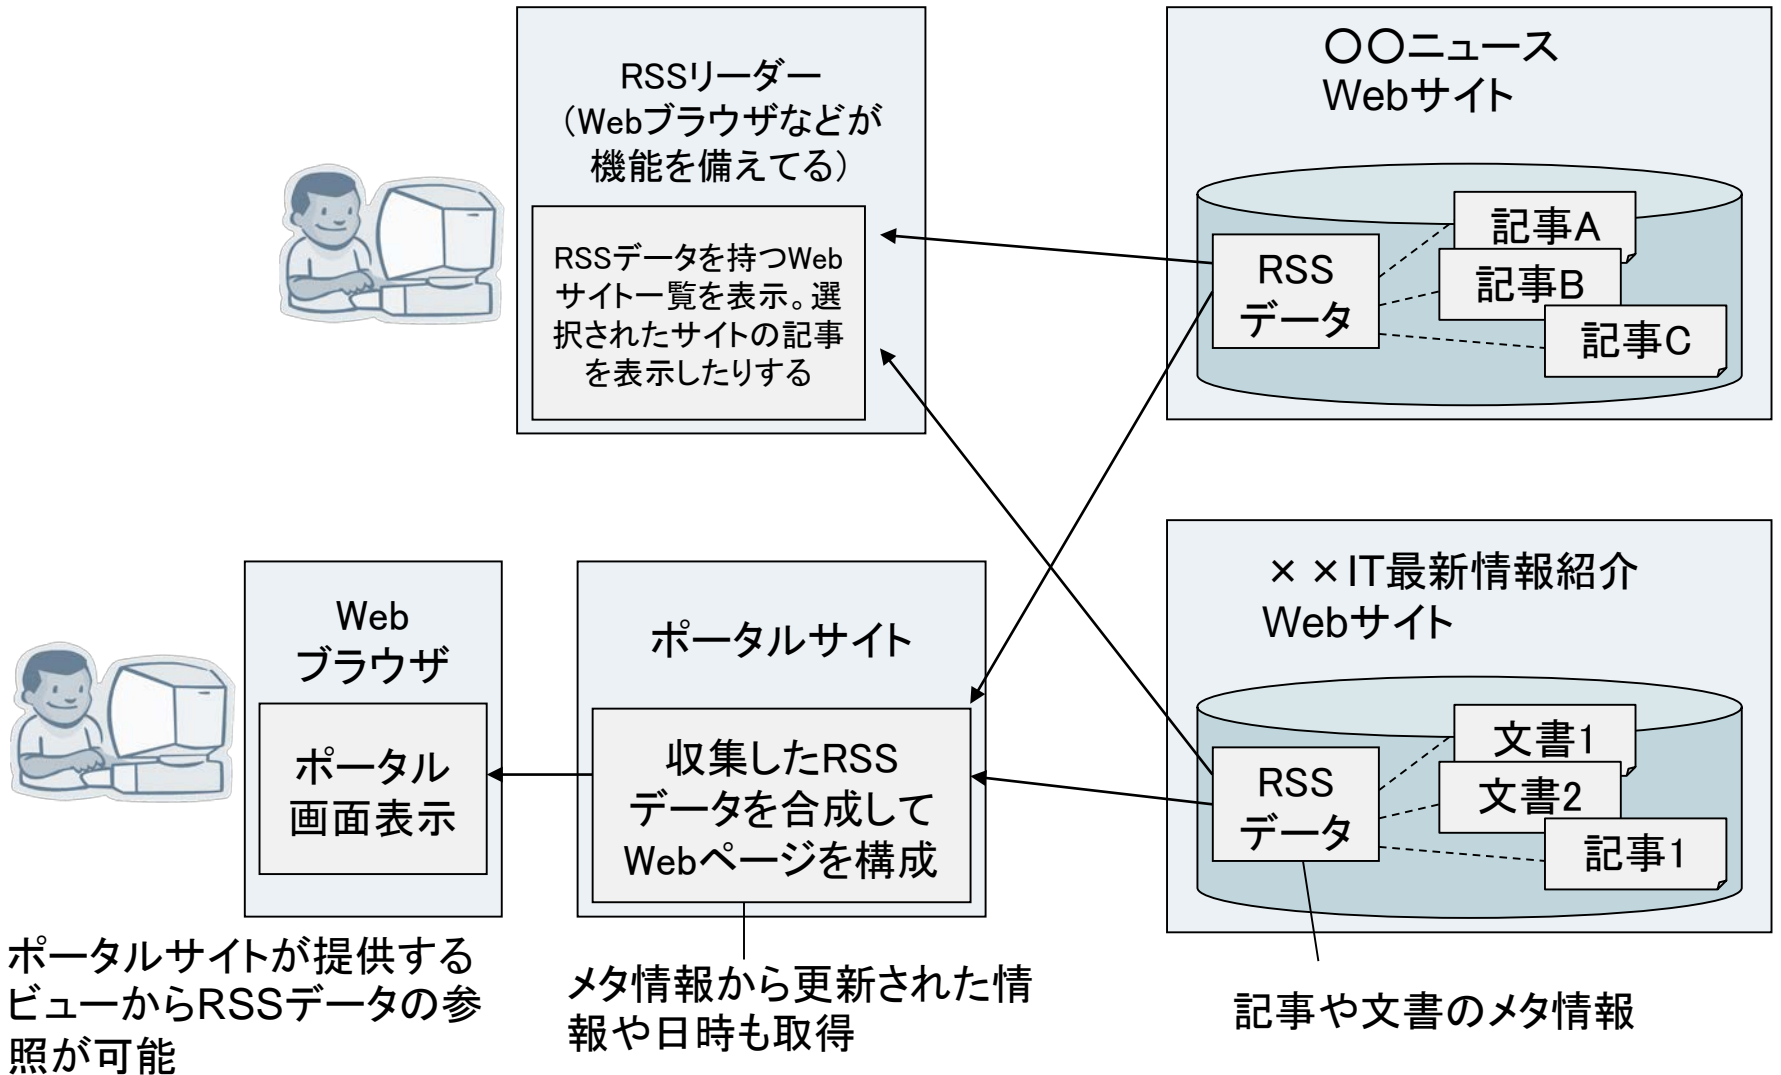 RSSリーダー
（Webブラウザなどが
機能を備えてる）
RSSデータを持つWeb
サイト一覧を表示。選
択されたサイトの記事
を表示したりする
〇〇ニュース
Webサイト
RSS
データ
記事A
記事B
記事C
Web
ブラウザ
ポータル
画面表示
ポータルサイト
収集したRSS
データを合成して
Webページを構成
××IT最新情報紹介
Webサイト
RSS
データ
文書1
文書2
記事1
ポータルサイトが提供する
ビューからRSSデータの参
照が可能
メタ情報から更新された情
報や日時も取得
記事や文書のメタ情報